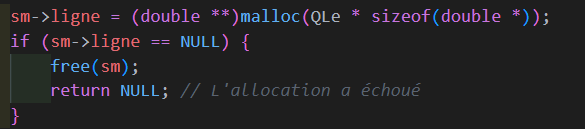 sm->ligne = (double **)malloc(QLe * sizeof(double *));
if (sm->ligne == NULL) {
    free(sm);
    return NULL; // L'allocation a échoué
}